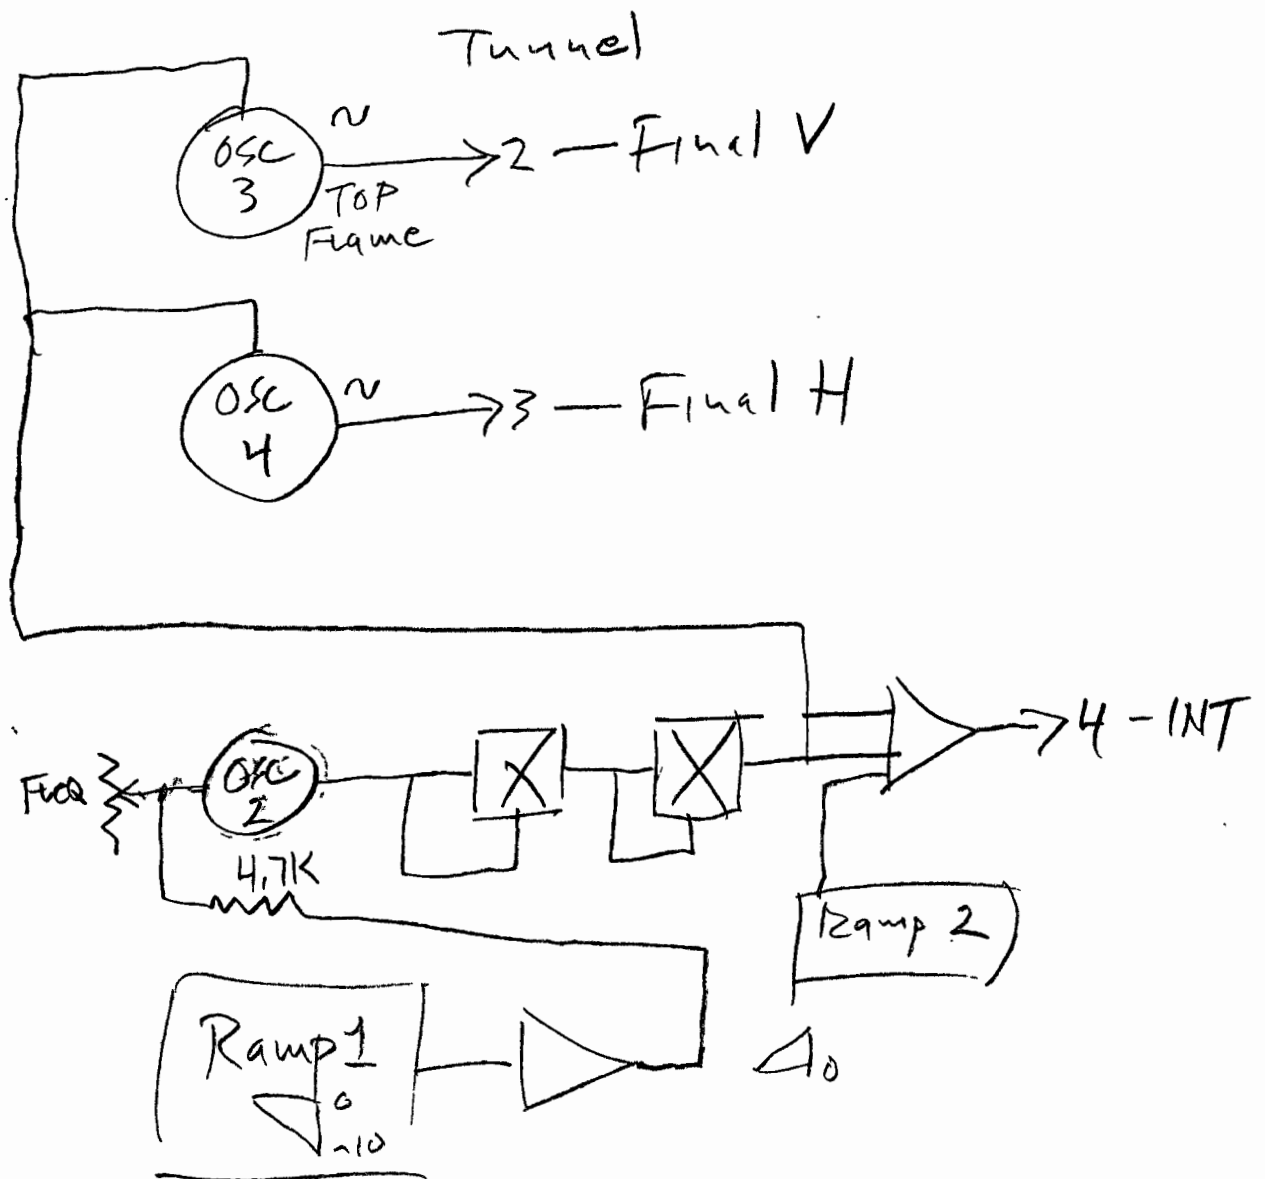 Tunnel
OSC
3
~
TOP
Frame
2 — Final V
OSC
4
~
3 — Final H
FreQ
OSC
2
4.7K
X
X
4 - INT
Ramp 2
0
Ramp 1
0
-10